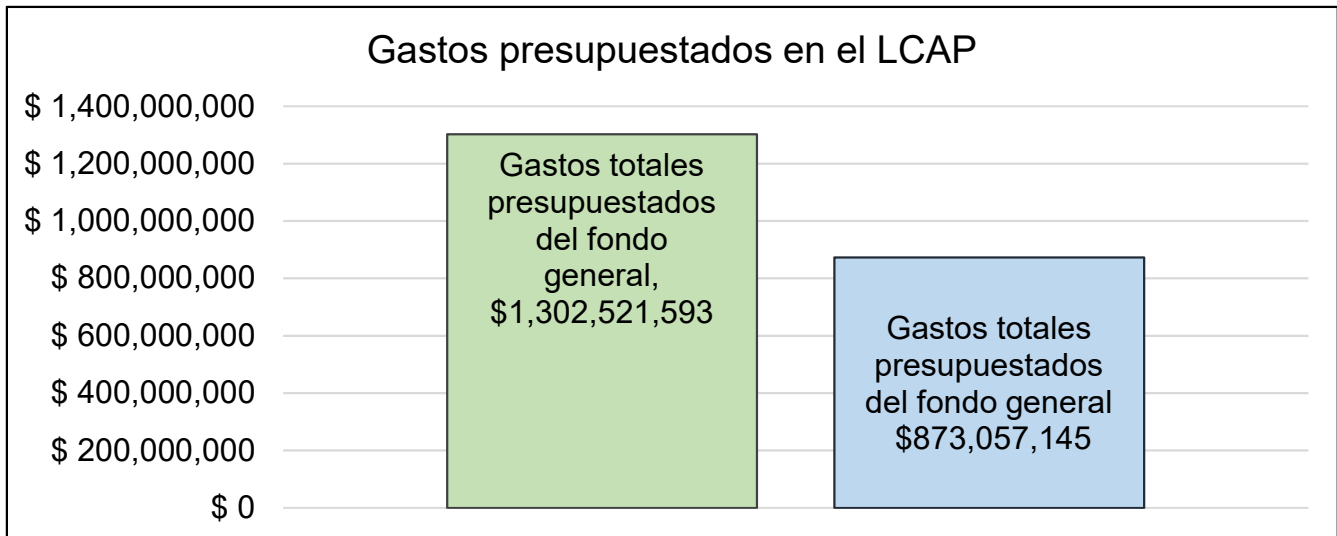 Gastos presupuestados en el LCAP
$ 1,400,000,000
$ 1,200,000,000
$ 1,000,000,000
$ 800,000,000
$ 600,000,000
$ 400,000,000
$ 200,000,000
$ 0
Gastos totales
presupuestados
del fondo
general,
$1,302,521,593
Gastos totales
presupuestados
del fondo general
$873,057,145